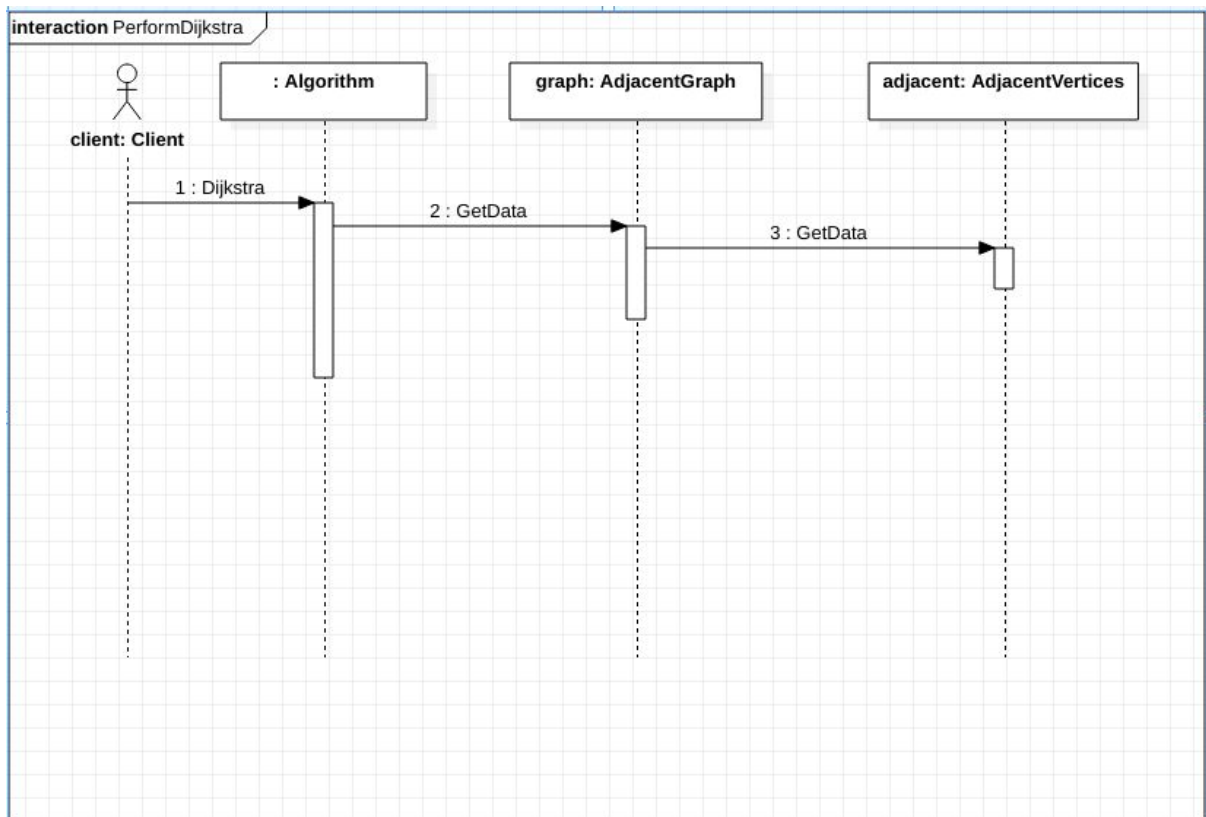 interaction PerformDijkstra
: Algorithm
graph: AdjacentGraph
adjacent: AdjacentVertices
client: Client
1 : Dijkstra
2 : GetData
3 : GetData